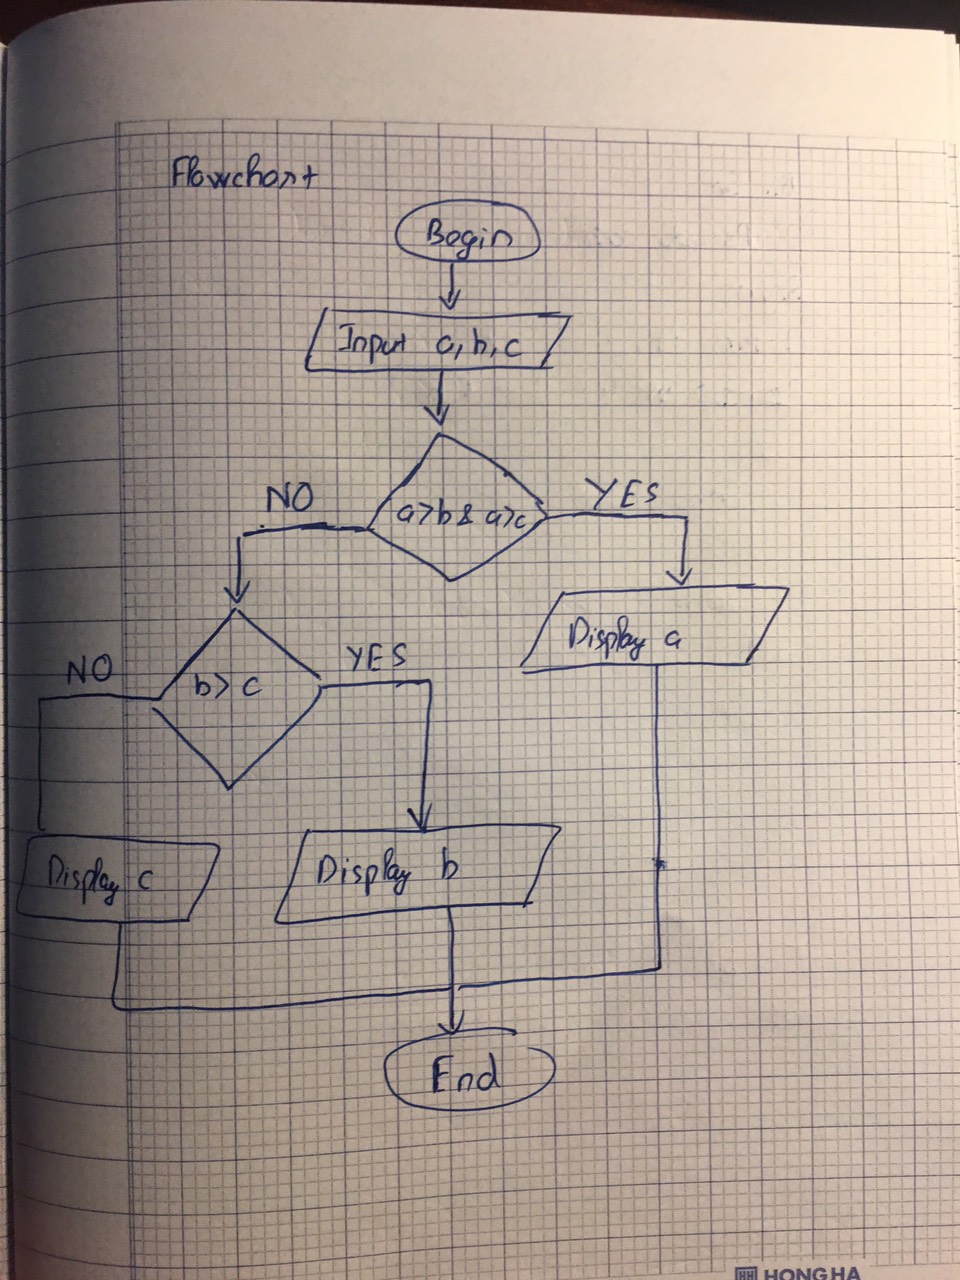 Flowchart
Begin
Input a, b, c
NO
a>b & a>c
YES
Display a
NO
b> c
YES
Display c
Display b
End
HONG HA